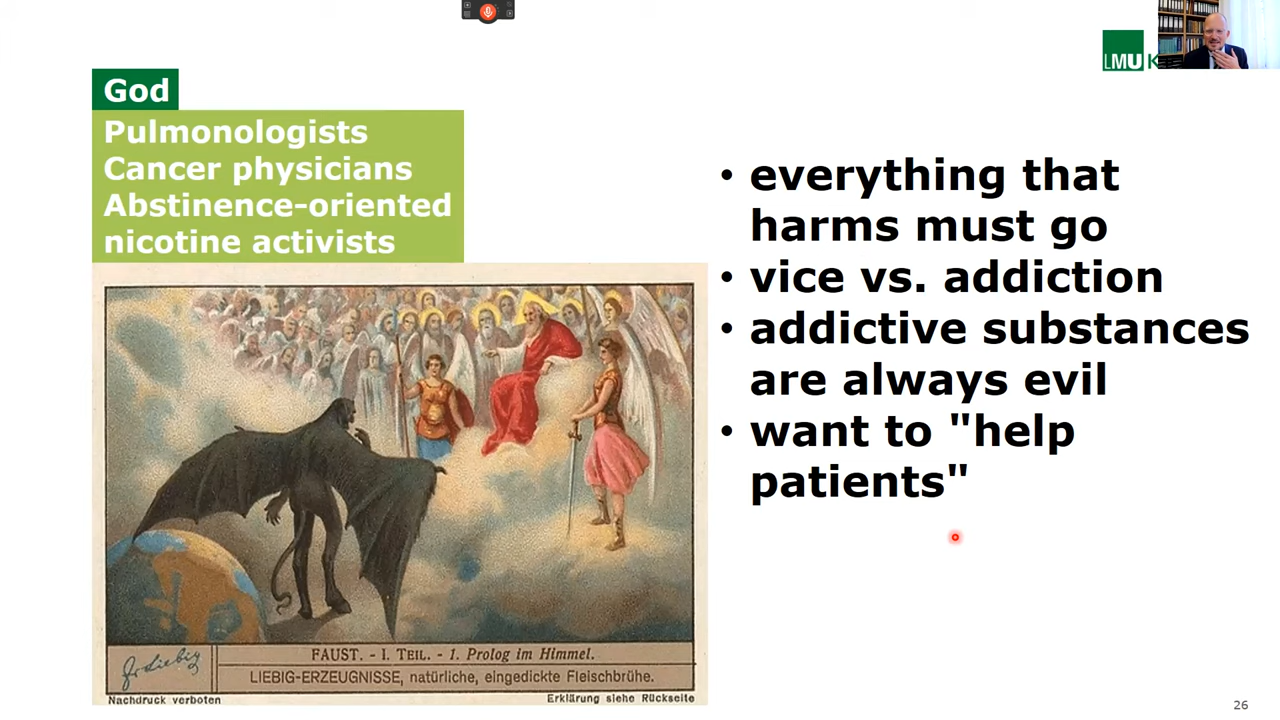 LMU K
God
Pulmonologists
Cancer physicians
Abstinence-oriented
nicotine activists
• everything that
harms must go
• vice vs. addiction
• addictive substances
are always evil
• want to "help
patients"
FAUST. - I. TEIL. - 1. Prolog im Himmel.
LIEBIG-ERZEUGNISSE, natürliche, eingedickte Fleischbrühe.
Nachdruck verboten
Erklärung siehe Rückseite
26